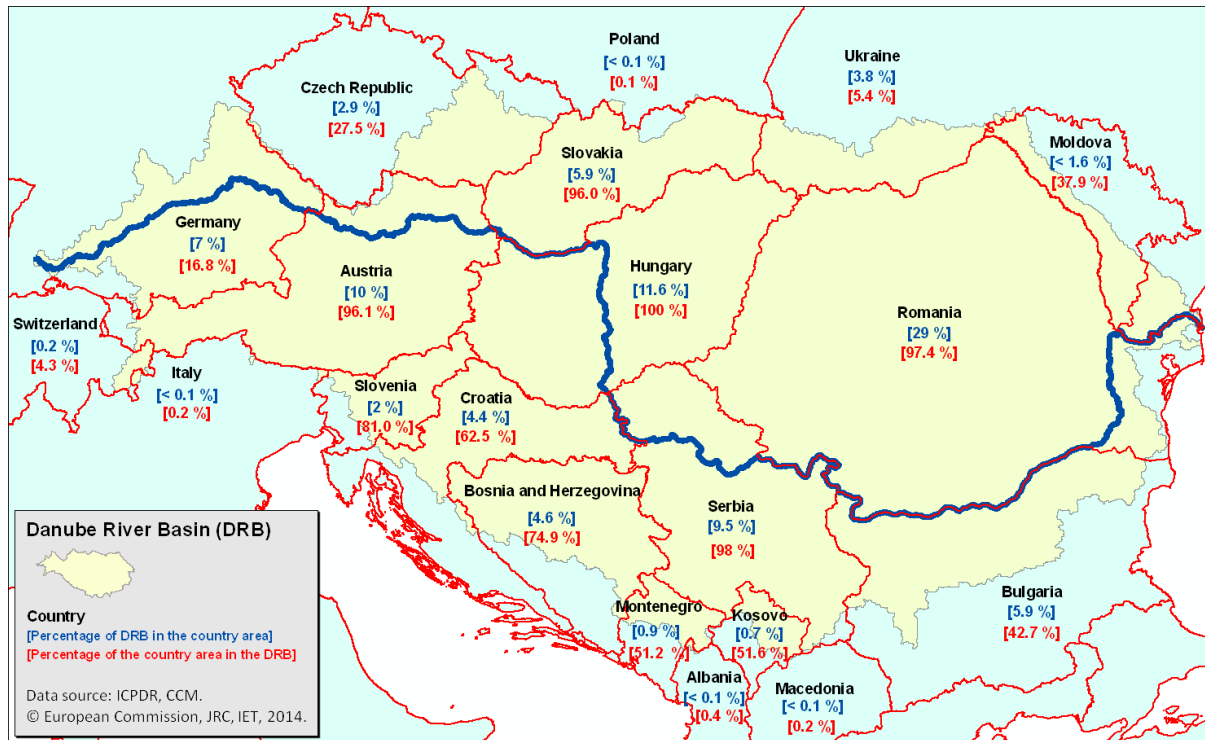 Poland
[< 0.1 %]
[0.1 %]
Ukraine
[3.8 %]
[5.4 %]
Czech Republic
[2.9 %]
[27.5 %]
Moldova
[< 1.6 %]
[37.9 %]
Slovakia
[5.9 %]
[96.0 %]
Germany
[7 %]
[16.8 %]
Austria
[10 %]
[96.1 %]
Hungary
[11.6 %]
[100 %]
Romania
[29 %]
[97.4 %]
Switzerland
[0.2 %]
[4.3 %]
Italy
[< 0.1 %]
[0.2 %]
Slovenia
[2 %]
[81.0 %]
Croatia
[4.4 %]
[62.5 %]
Bosnia and Herzegovina
[4.6 %]
[74.9 %]
Serbia
[9.5 %]
[98 %]
Bulgaria
[5.9 %]
[42.7 %]
Montenegro
[0.9 %]
[51.2 %]
Kosovo
[0.7 %]
[51.6 %]
Albania
[< 0.1 %]
[0.4 %]
Macedonia
[< 0.1 %]
[0.2 %]
Danube River Basin (DRB)
Country
[Percentage of DRB in the country area]
[Percentage of the country area in the DRB]
Data source: ICPDR, CCM.
© European Commission, JRC, IET, 2014.